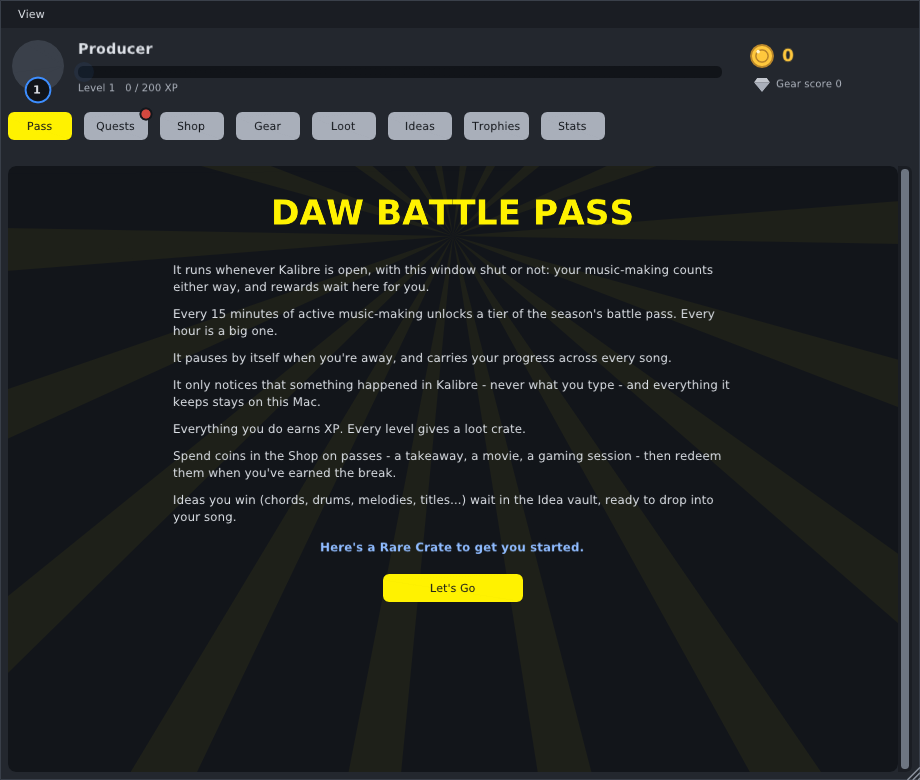 View
Producer
0
1
Level 1 0 / 200 XP
Gear score 0
Pass
Quests
Shop
Gear
Loot
Ideas
Trophies
Stats
DAW BATTLE PASS
It runs whenever Kalibre is open, with this window shut or not: your music-making counts
either way, and rewards wait here for you.
Every 15 minutes of active music-making unlocks a tier of the season's battle pass. Every
hour is a big one.
It pauses by itself when you're away, and carries your progress across every song.
It only notices that something happened in Kalibre - never what you type - and everything it
keeps stays on this Mac.
Everything you do earns XP. Every level gives a loot crate.
Spend coins in the Shop on passes - a takeaway, a movie, a gaming session - then redeem
them when you've earned the break.
Ideas you win (chords, drums, melodies, titles...) wait in the Idea vault, ready to drop into
your song.
Here's a Rare Crate to get you started.
Let's Go